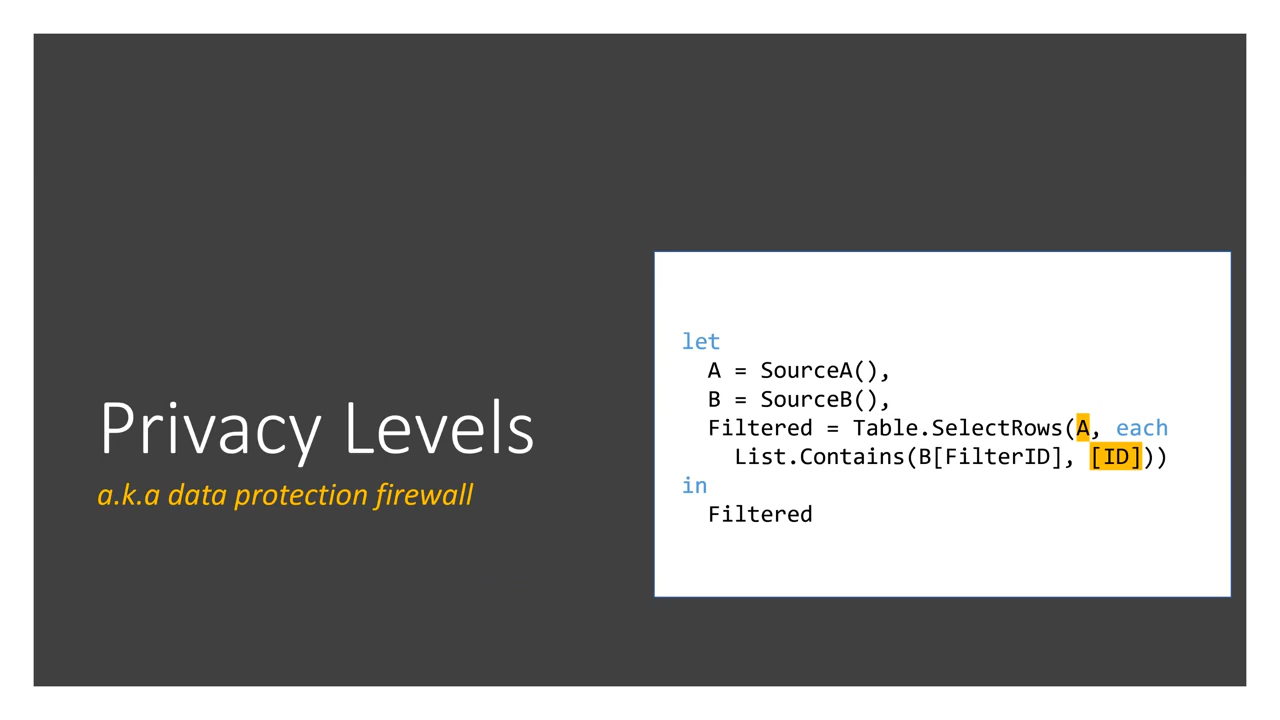 Privacy Levels
a.k.a data protection firewall
let
A = SourceA(),
B = SourceB(),
Filtered = Table.SelectRows(A, each
List.Contains(B[FilterID], [ID]))
in
Filtered